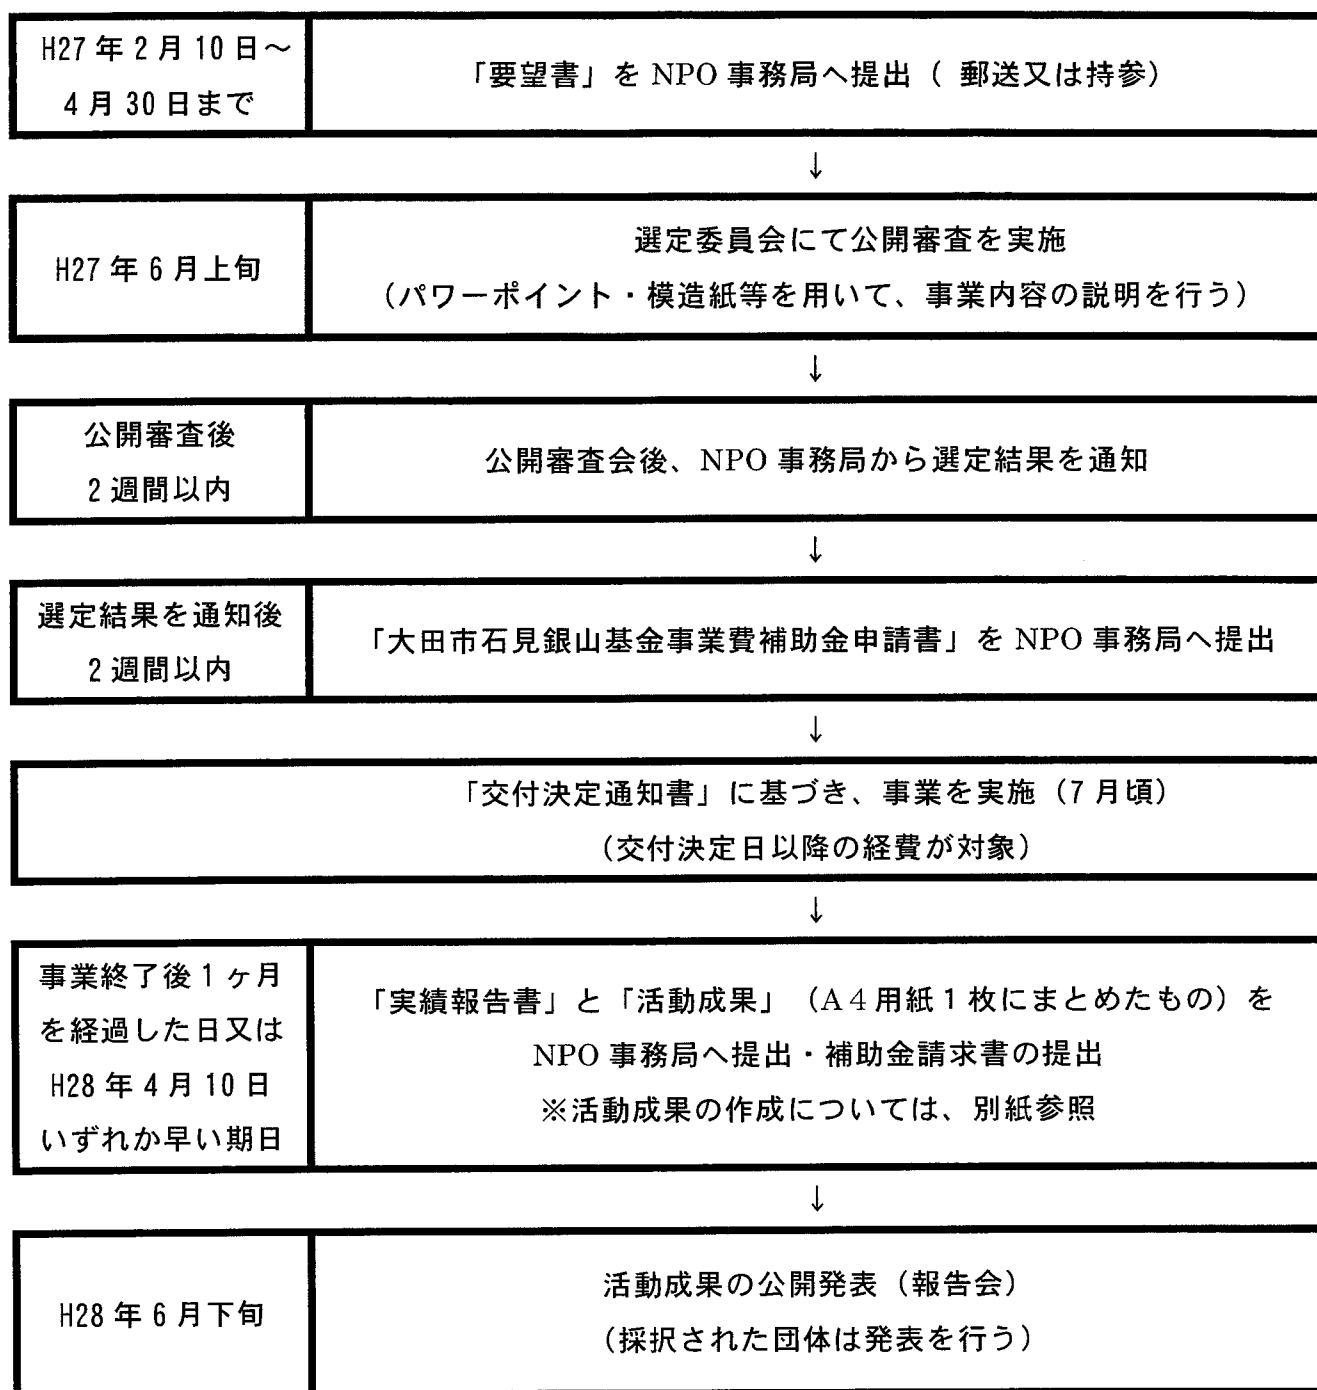 H27年2月10日～
4月30日まで
「要望書」をNPO事務局へ提出（ 郵送又は持参）
↓
H27年6月上旬
選定委員会にて公開審査を実施
（パワーポイント・模造紙等を用いて、事業内容の説明を行う）
↓
公開審査後
2週間以内
公開審査会後、NPO事務局から選定結果を通知
↓
選定結果を通知後
2週間以内
「大田市石見銀山基金事業費補助金申請書」をNPO事務局へ提出
↓
「交付決定通知書」に基づき、事業を実施（7月頃）
（交付決定日以降の経費が対象）
↓
事業終了後1ヶ月
を経過した日又は
H28年4月10日
いずれか早い期日
「実績報告書」と「活動成果」（A4用紙1枚にまとめたもの）を
NPO事務局へ提出・補助金請求書の提出
※活動成果の作成については、別紙参照
↓
H28年6月下旬
活動成果の公開発表（報告会）
（採択された団体は発表を行う）